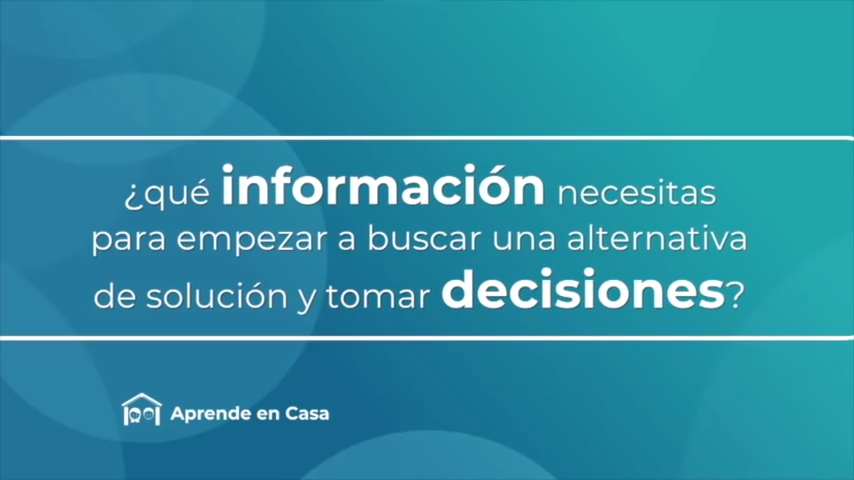 ¿qué información necesitas
para empezar a buscar una alternativa
de solución y tomar decisiones?
Aprende en Casa